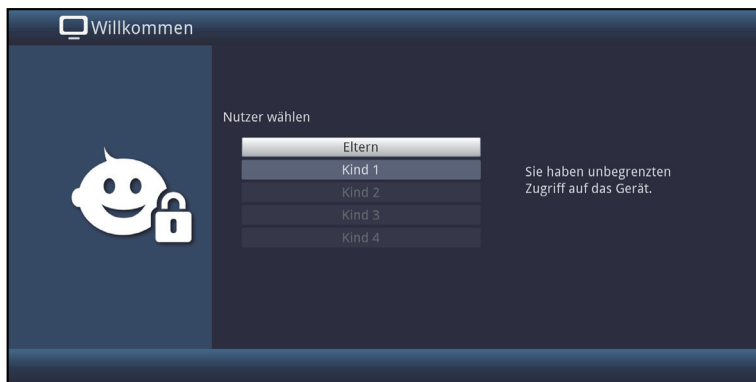 Willkommen
Nutzer wählen
Eltern
Kind 1
Kind 2
Kind 3
Kind 4
Sie haben unbegrenzten
Zugriff auf das Gerät.